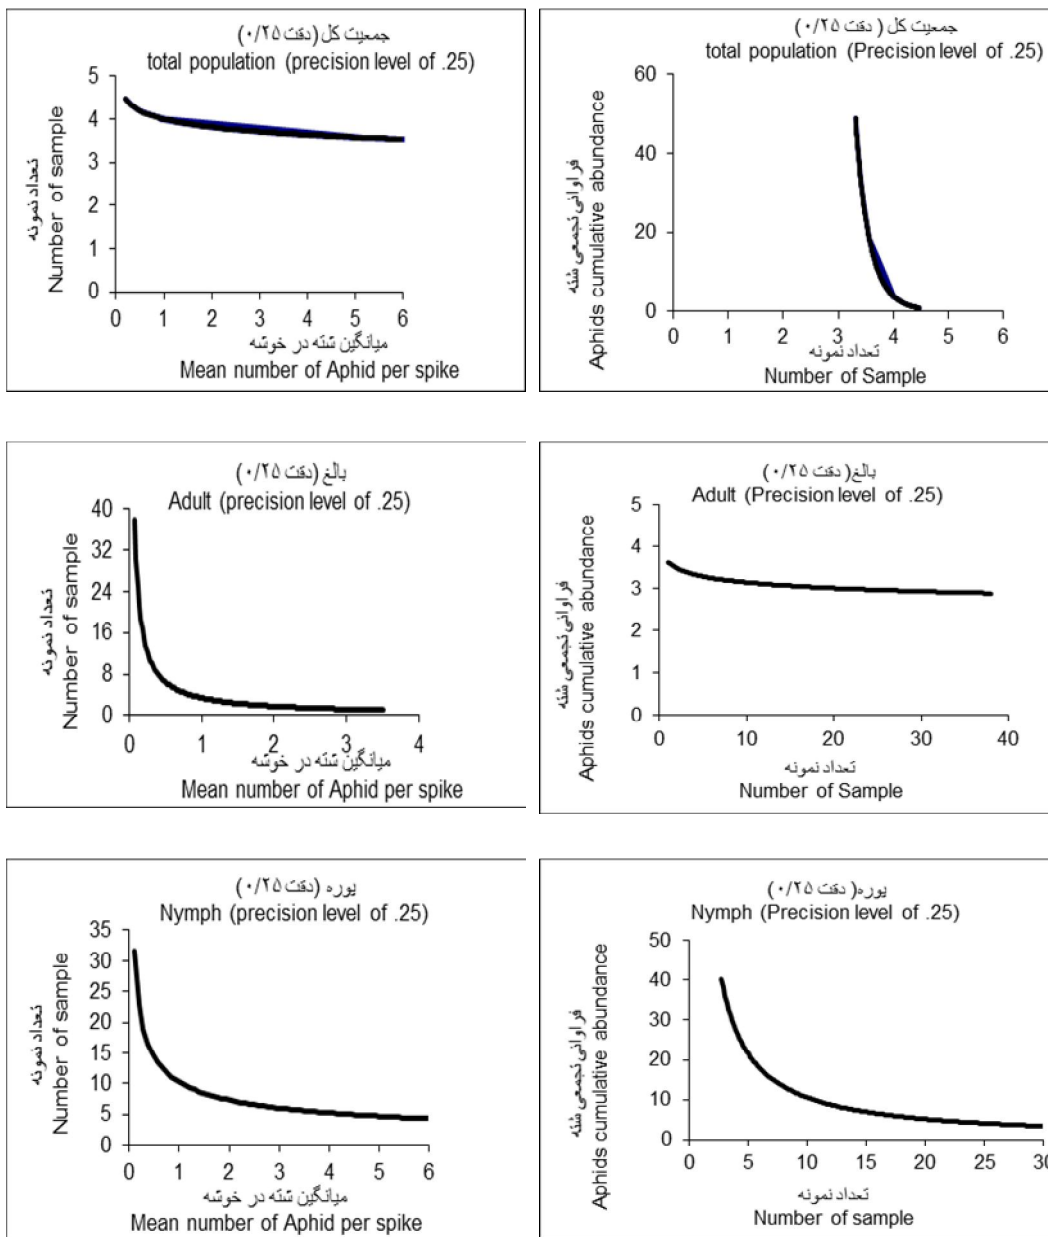 جمعیت کل (دقت ۰/۲۵)
total population (precision level of .25)
5
4
3
2
1
0
تعداد نمونه
Number of sample
0 1 2 3 4 5 6
میانگین شته در خوشه
Mean number of Aphid per spike
جمعیت کل ( دقت ۰/۲۵)
total population (Precision level of .25)
60
40
20
0
فراوانی تجمعی شته
Aphids cumulative abundance
0 1 2 3 4 5 6
تعداد نمونه
Number of Sample
بالغ (دقت ۰/۲۵)
Adult (precision level of .25)
40
32
24
16
8
0
تعداد نمونه
Number of sample
0 1 2 3 4
میانگین شته در خوشه
Mean number of Aphid per spike
بالغ( دقت ۰/۲۵)
Adult (Precision level of .25)
5
4
3
2
1
0
فراوانی تجمعی شته
Aphids cumulative abundance
0 10 20 30 40
تعداد نمونه
Number of Sample
پوره (دقت ۰/۲۵)
Nymph (precision level of .25)
35
30
25
20
15
10
5
0
تعداد نمونه
Number of sample
0 1 2 3 4 5 6
میانگین شته در خوشه
Mean number of Aphid per spike
پوره( دقت ۰/۲۵)
Nymph (Precision level of .25)
50
40
30
20
10
0
فراوانی تجمعی شته
Aphids cumulative abundance
0 5 10 15 20 25 30
تعداد نمونه
Number of sample